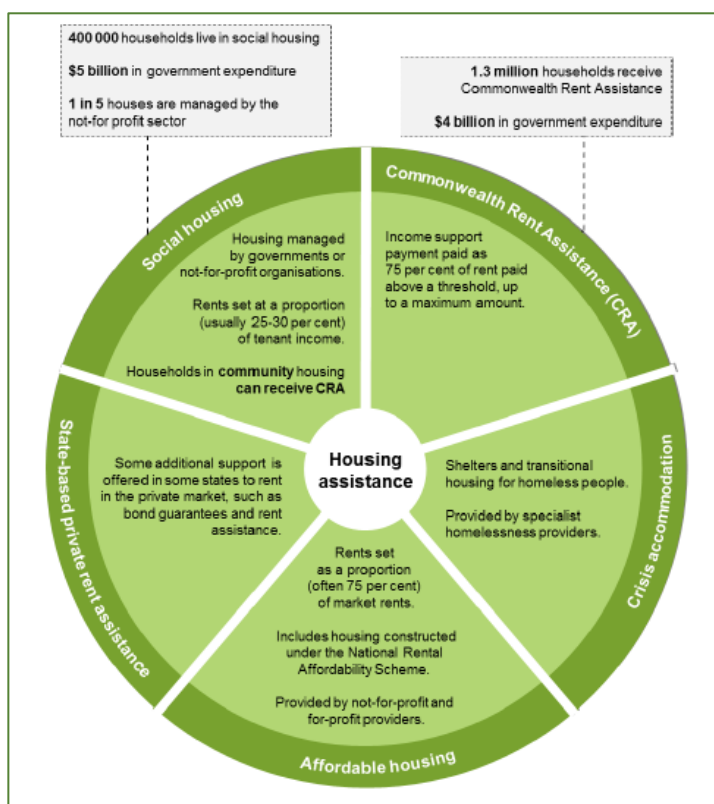 400 000 households live in social housing
$5 billion in government expenditure
1 in 5 houses are managed by the
not-for profit sector
1.3 million households receive
Commonwealth Rent Assistance
$4 billion in government expenditure
Social housing
Housing managed
by governments or
not-for-profit organisations.
Rents set at a proportion
(usually 25-30 per cent)
of tenant income.
Households in community housing
can receive CRA
Commonwealth Rent Assistance (CRA)
Income support
payment paid as
75 per cent of rent paid
above a threshold, up
to a maximum amount.
State-based private rent assistance
Some additional support is
offered in some states to rent
in the private market, such as
bond guarantees and rent
assistance.
Housing
assistance
Shelters and transitional
housing for homeless people.
Provided by specialist
homelessness providers.
Crisis accommodation
Rents set
as a proportion
(often 75 per cent)
of market rents.
Includes housing constructed
under the National Rental
Affordability Scheme.
Provided by not-for-profit and
for-profit providers.
Affordable housing